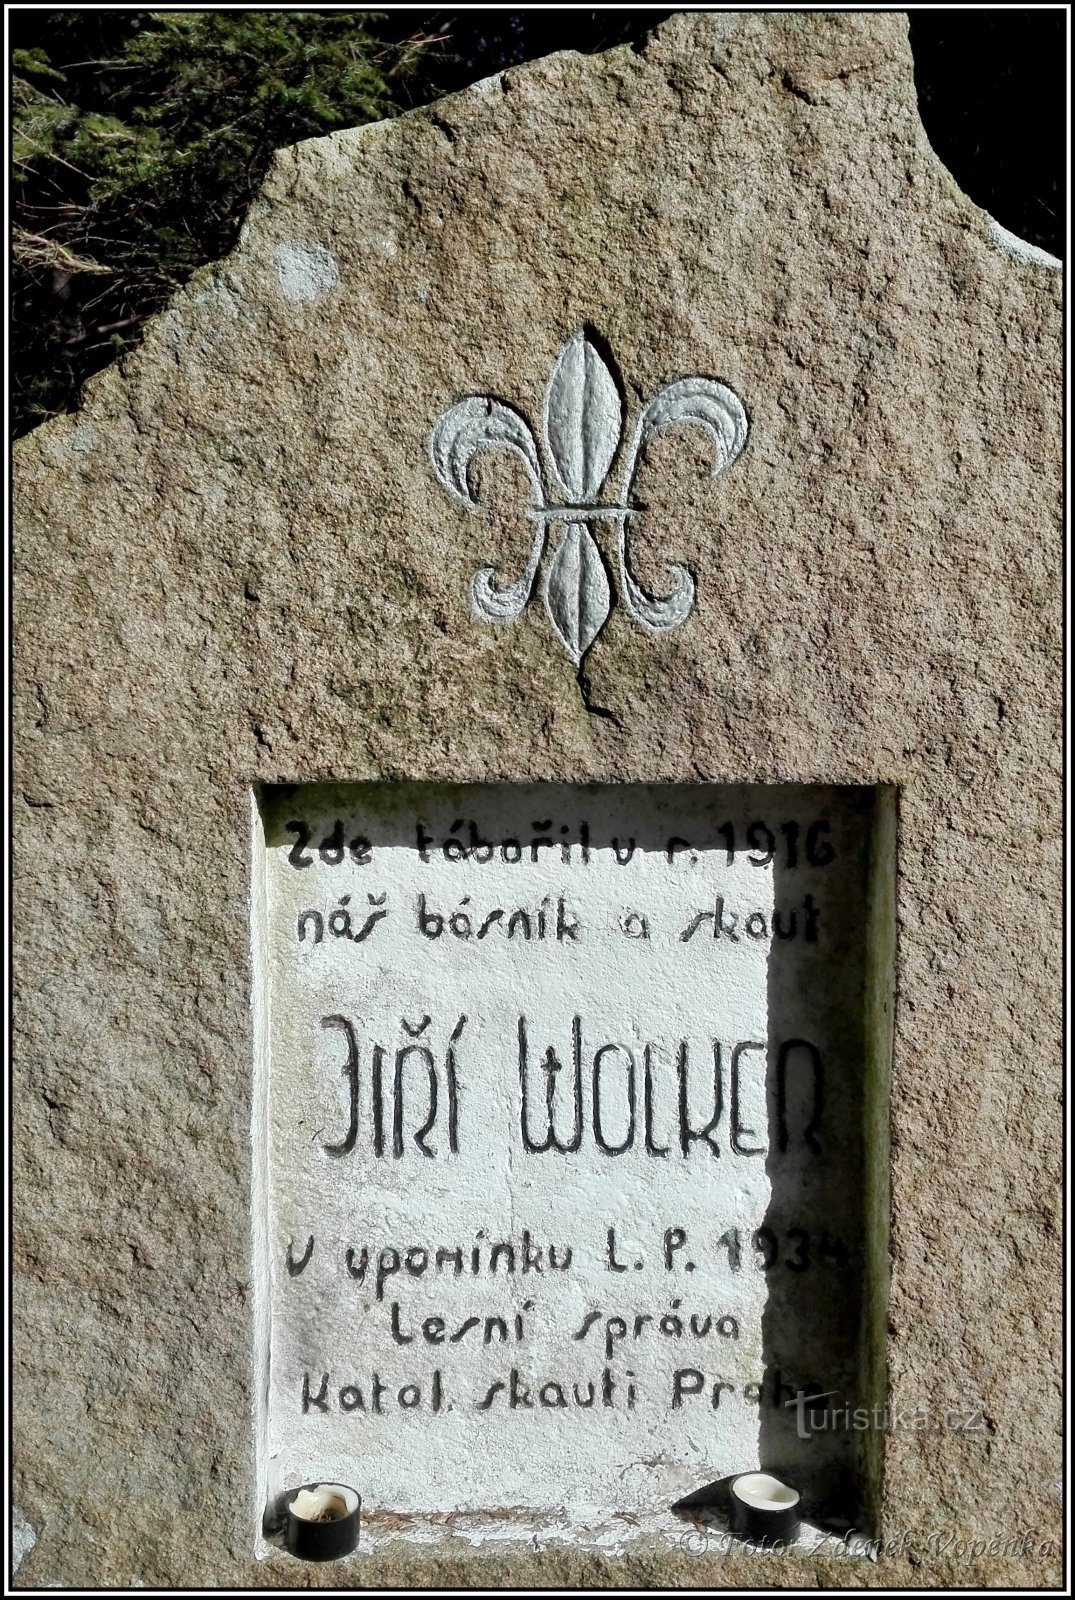 Zde tábořil v r. 1916
náš básník a skaut
JIŘÍ WOLKER
V upomínku L. P. 1934
Lesní správa
Katol. skauti Praha
Turistika.cz
© Foto: Zdeněk Vopěnka